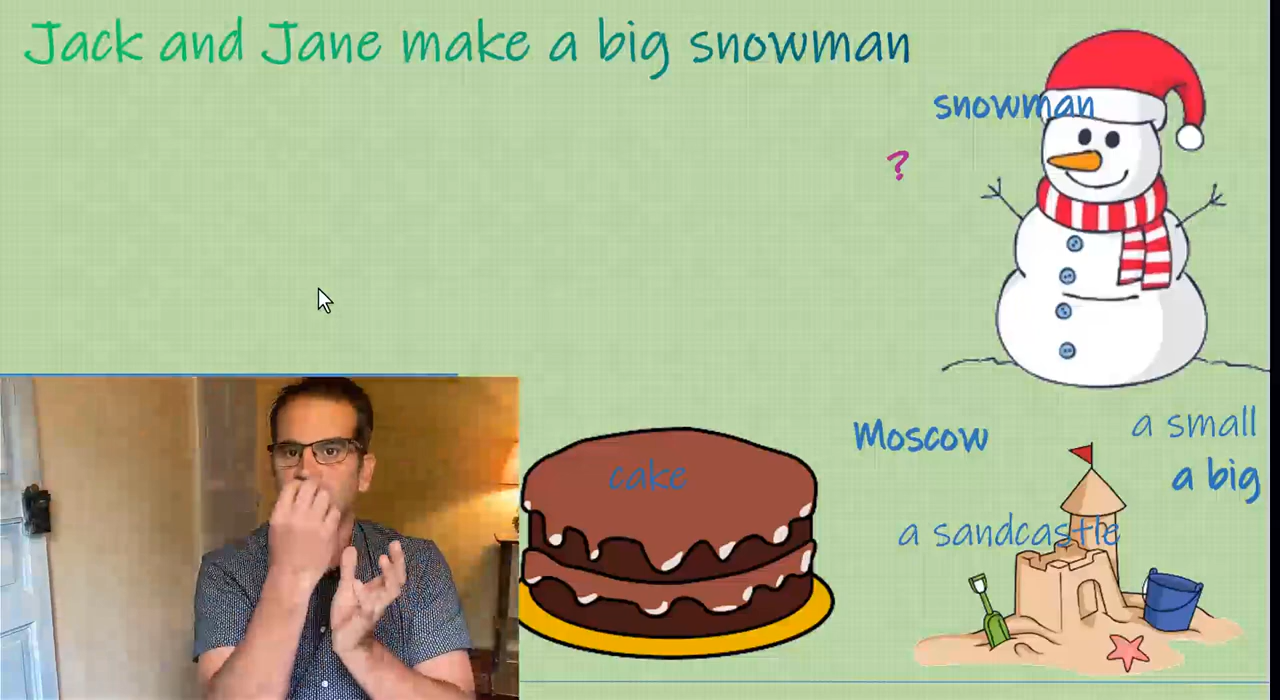 Jack and Jane make a big snowman
snowman
?
Moscow
a small
a big
cake
a sandcastle